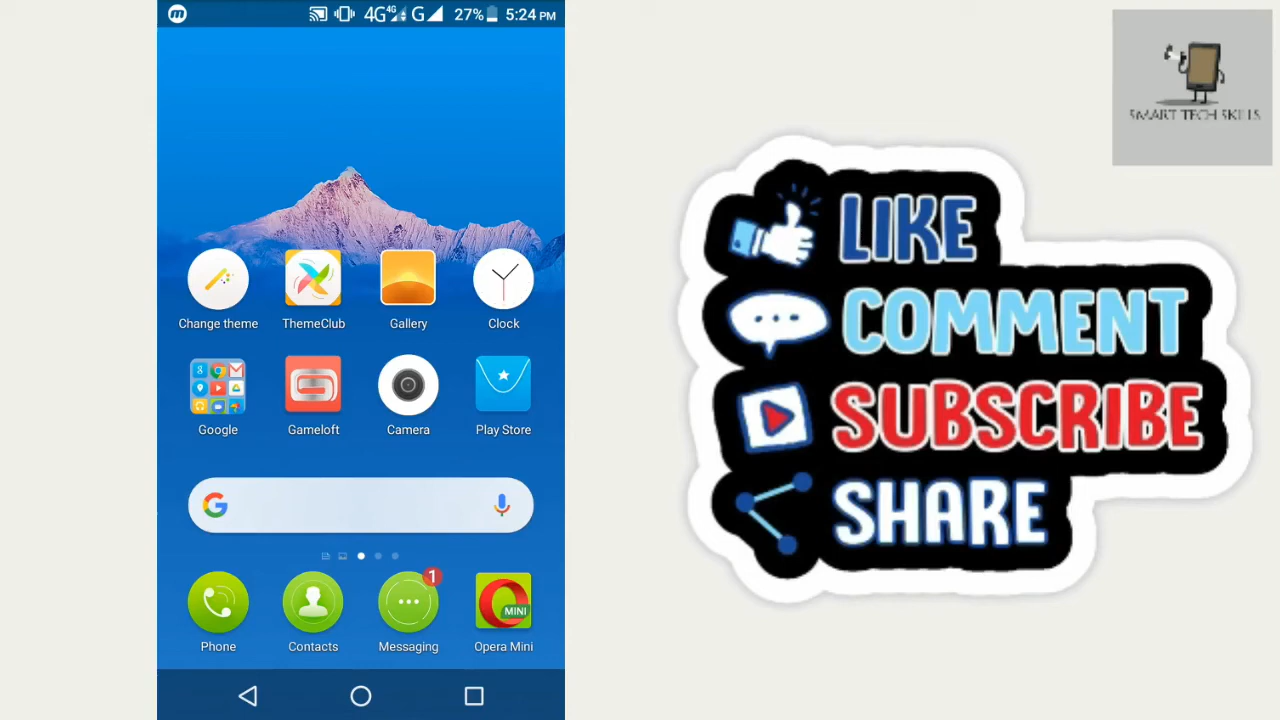 4G 4G G 27% 5:24 PM
Change theme
ThemeClub
Gallery
Clock
Google
Gameloft
Camera
Play Store
1
Phone
Contacts
Messaging
MINI
Opera Mini
SMART TECH SKILLS
LIKE
COMMENT
SUBSCRIBE
SHARE